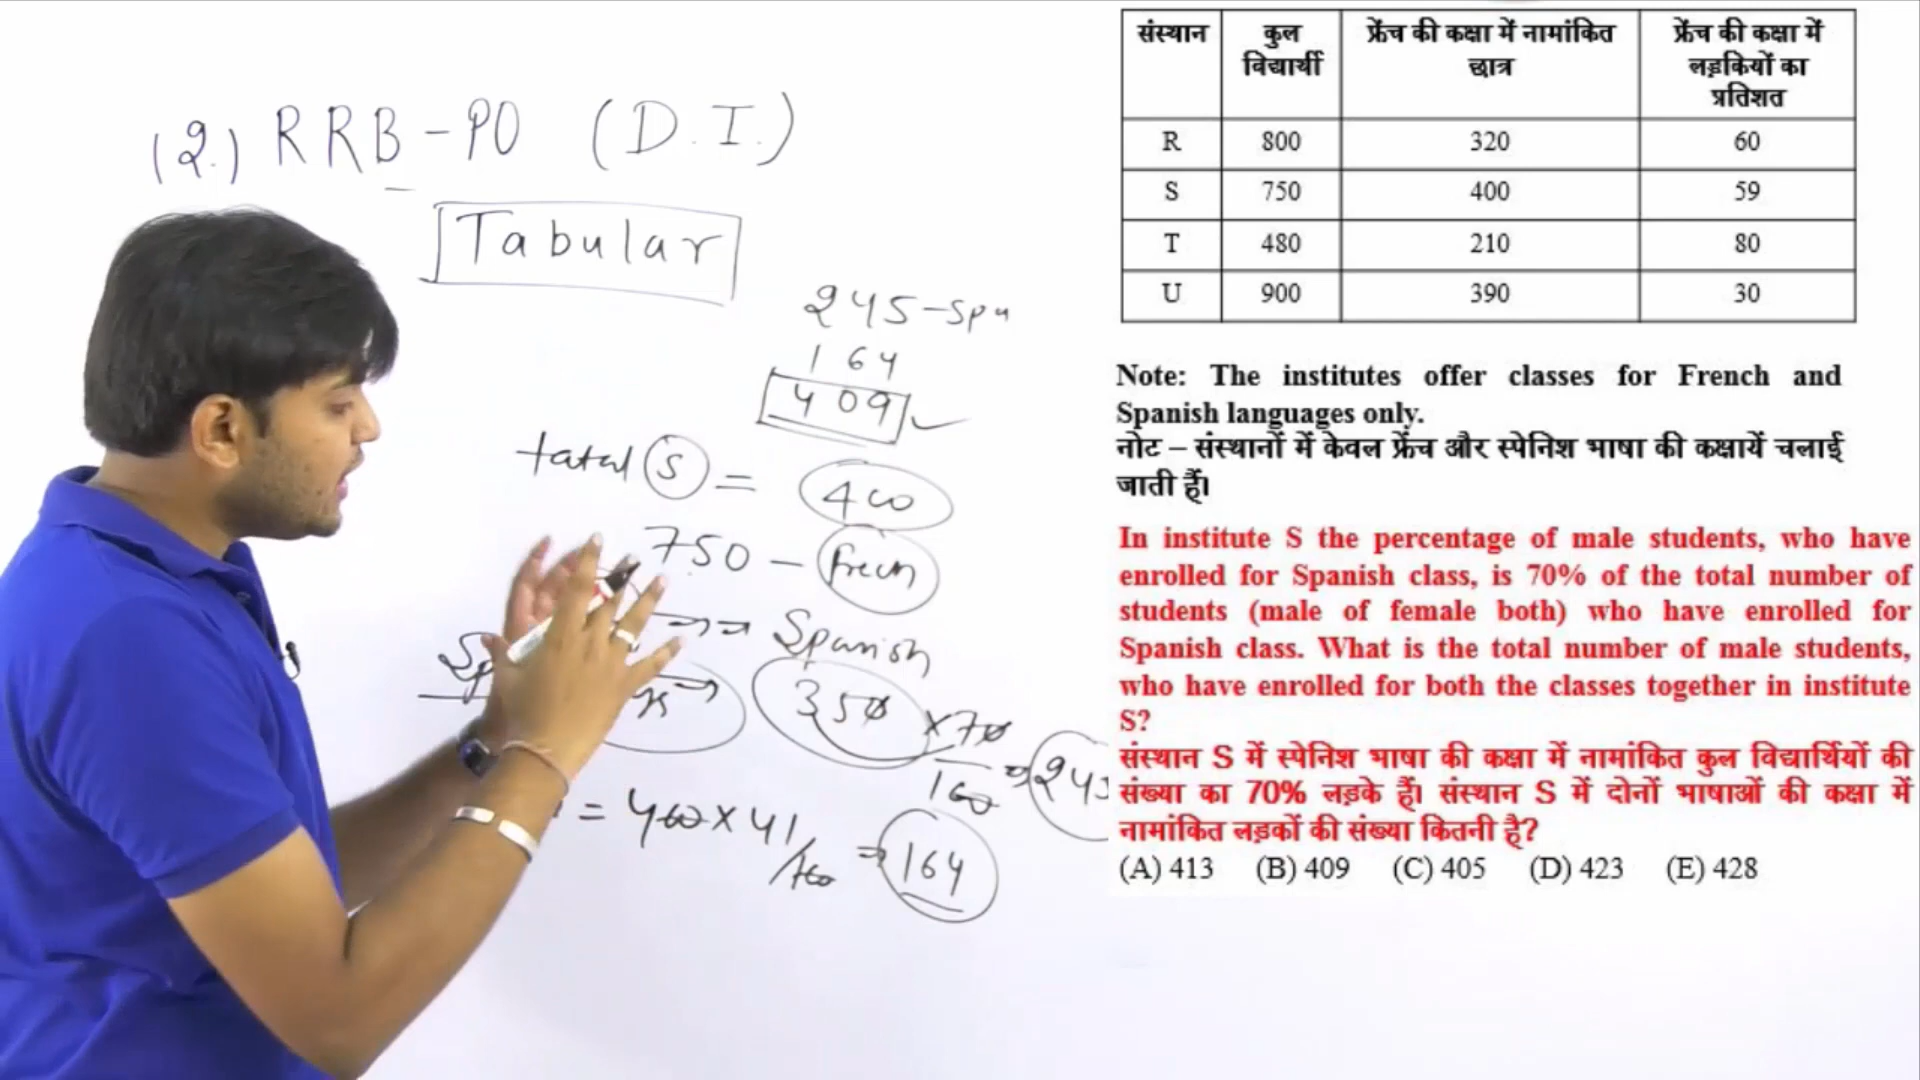 (2.) RRB-PO (D.I.)
Tabular
245-Spa
164
409
total S = 400
750 - Frech
Spanish
350 × 70
100
245
= 400 × 41/100 ⇒ 164
संस्थान कुल विद्यार्थी फ्रेंच की कक्षा में नामांकित छात्र फ्रेंच की कक्षा में लड़कियों का प्रतिशत
R 800 320 60
S 750 400 59
T 480 210 80
U 900 390 30
Note: The institutes offer classes for French and
Spanish languages only.
नोट – संस्थानों में केवल फ्रेंच और स्पेनिश भाषा की कक्षायें चलाई
जाती हैं।
In institute S the percentage of male students, who have
enrolled for Spanish class, is 70% of the total number of
students (male of female both) who have enrolled for
Spanish class. What is the total number of male students,
who have enrolled for both the classes together in institute
S?
संस्थान S में स्पेनिश भाषा की कक्षा में नामांकित कुल विद्यार्थियों की
संख्या का 70% लड़के हैं। संस्थान S में दोनों भाषाओं की कक्षा में
नामांकित लड़कों की संख्या कितनी है?
(A) 413 (B) 409 (C) 405 (D) 423 (E) 428